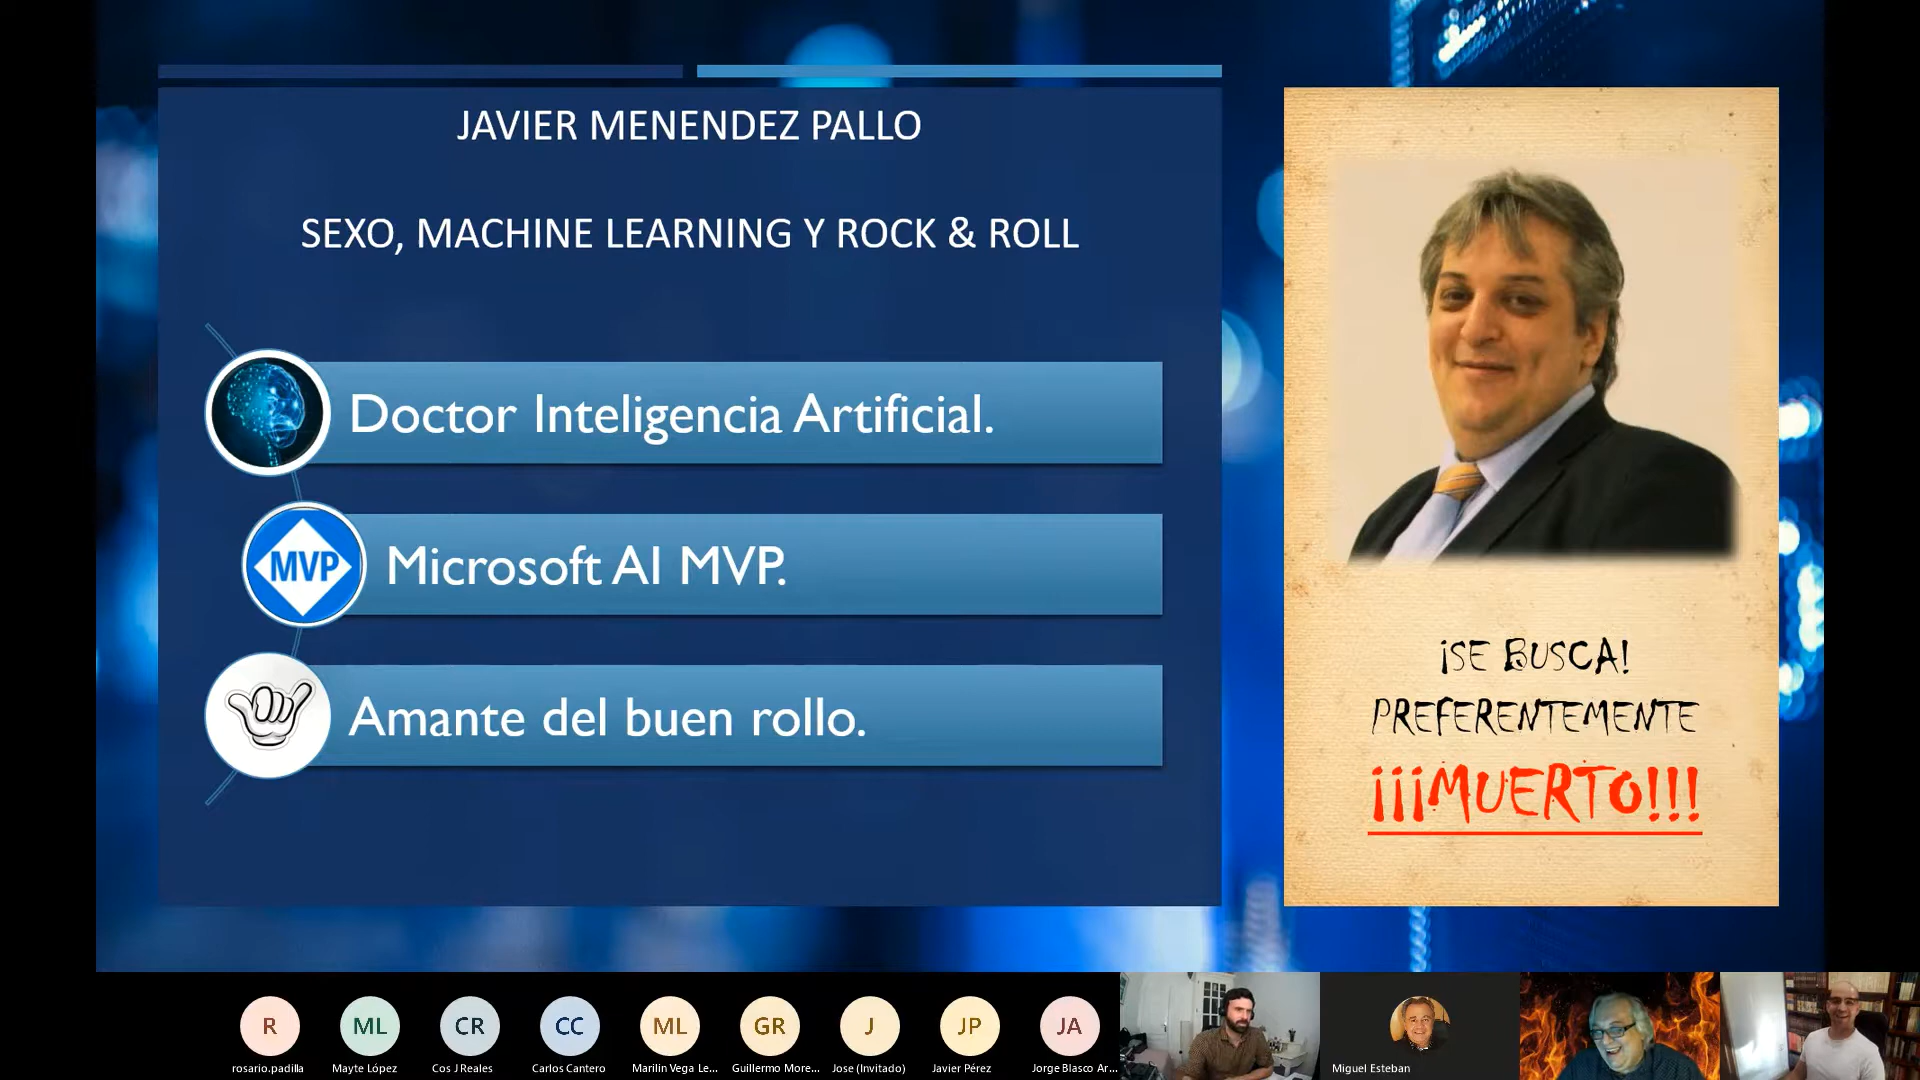 JAVIER MENENDEZ PALLO
SEXO, MACHINE LEARNING Y ROCK & ROLL
Doctor Inteligencia Artificial.
MVP
Microsoft AI MVP.
Amante del buen rollo.
¡SE BUSCA!
PREFERENTEMENTE
¡¡¡MUERTO!!!
R
ML
CR
CC
ML
GR
J
JP
JA
rosario.padilla
Mayte López
Cos J Reales
Carlos Cantero
Marilin Vega Le...
Guillermo More...
Jose (Invitado)
Javier Pérez
Jorge Blasco Ar...
Miguel Esteban